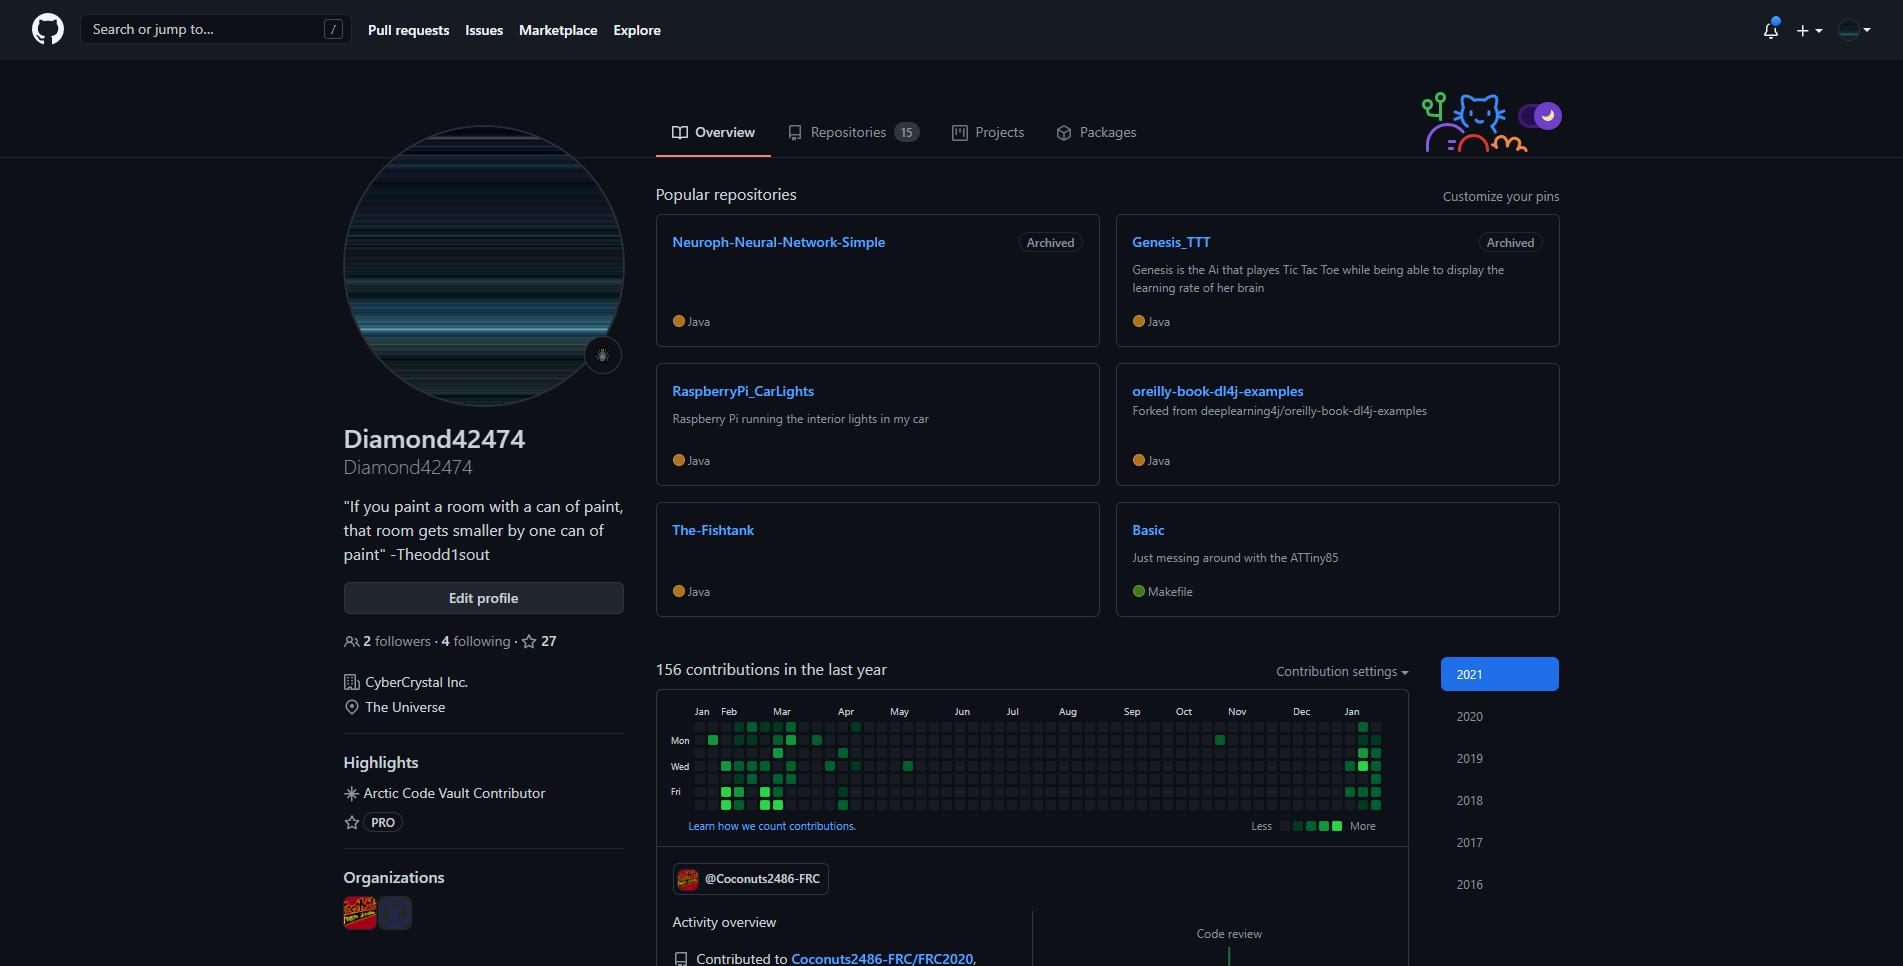 Search or jump to...
/
Pull requests
Issues
Marketplace
Explore
Overview
Repositories 15
Projects
Packages
Diamond42474
Diamond42474
"If you paint a room with a can of paint,
that room gets smaller by one can of
paint" -Theodd1sout
Edit profile
2 followers · 4 following · 27
CyberCrystal Inc.
The Universe
Highlights
Arctic Code Vault Contributor
PRO
Organizations
Popular repositories
Customize your pins
Neuroph-Neural-Network-Simple
Archived
Java
Genesis_TTT
Archived
Genesis is the Ai that playes Tic Tac Toe while being able to display the
learning rate of her brain
Java
RaspberryPi_CarLights
Raspberry Pi running the interior lights in my car
Java
oreilly-book-dl4j-examples
Forked from deeplearning4j/oreilly-book-dl4j-examples
Java
The-Fishtank
Java
Basic
Just messing around with the ATTiny85
Makefile
156 contributions in the last year
Contribution settings
Jan Feb Mar Apr May Jun Jul Aug Sep Oct Nov Dec Jan
Mon
Wed
Fri
Learn how we count contributions.
Less
More
2021
2020
2019
2018
2017
2016
@Coconuts2486-FRC
Activity overview
Contributed to Coconuts2486-FRC/FRC2020,
Code review